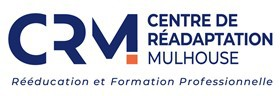 CRM
CENTRE DE
RÉADAPTATION
MULHOUSE
Rééducation et Formation Professionnelle